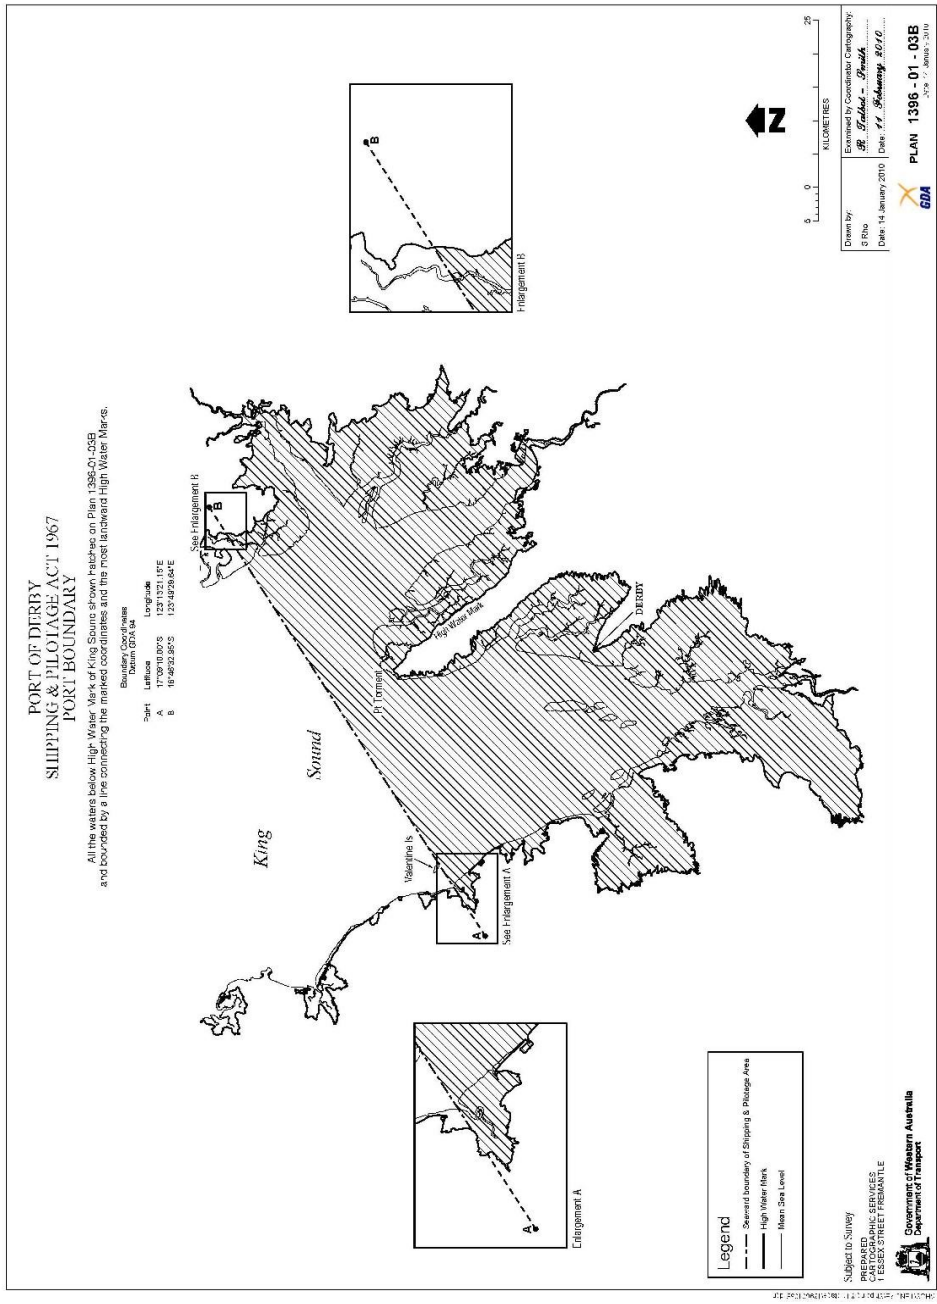 PORT OF DERBY
SHIPPING & PILOTAGE ACT 1967
PORT BOUNDARY
All the waters below High Water Mark of King Sound shown hatched on Plan 1396-01-03B
and bounded by a line connecting the marked coordinates and the most landward High Water Marks.
Boundary Coordinates
Datum GDA 94
Point Latitude Longitude
A 17°09'10.00"S 123°13'21.15"E
B 16°46'32.95"S 123°49'29.64"E
King
Sound
See Enlargement B
B
Valentine Is
A
See Enlargement A
Pt Torment
High Water Mark
DERBY
A
Enlargement A
B
Enlargement B
Legend
Seaward boundary of Shipping & Pilotage Area
High Water Mark
Mean Sea Level
N
5 0 25
KILOMETRES
Subject to Survey
PREPARED
CARTOGRAPHIC SERVICES
1 ESSEX STREET FREMANTLE
Government of Western Australia
Department of Transport
Drawn by:
S Rho
Date: 14 January 2010
Examined by Coordinator Cartography:
R Talbot - Smith
Date: 11 February 2010
GDA
PLAN 1396 - 01 - 03B